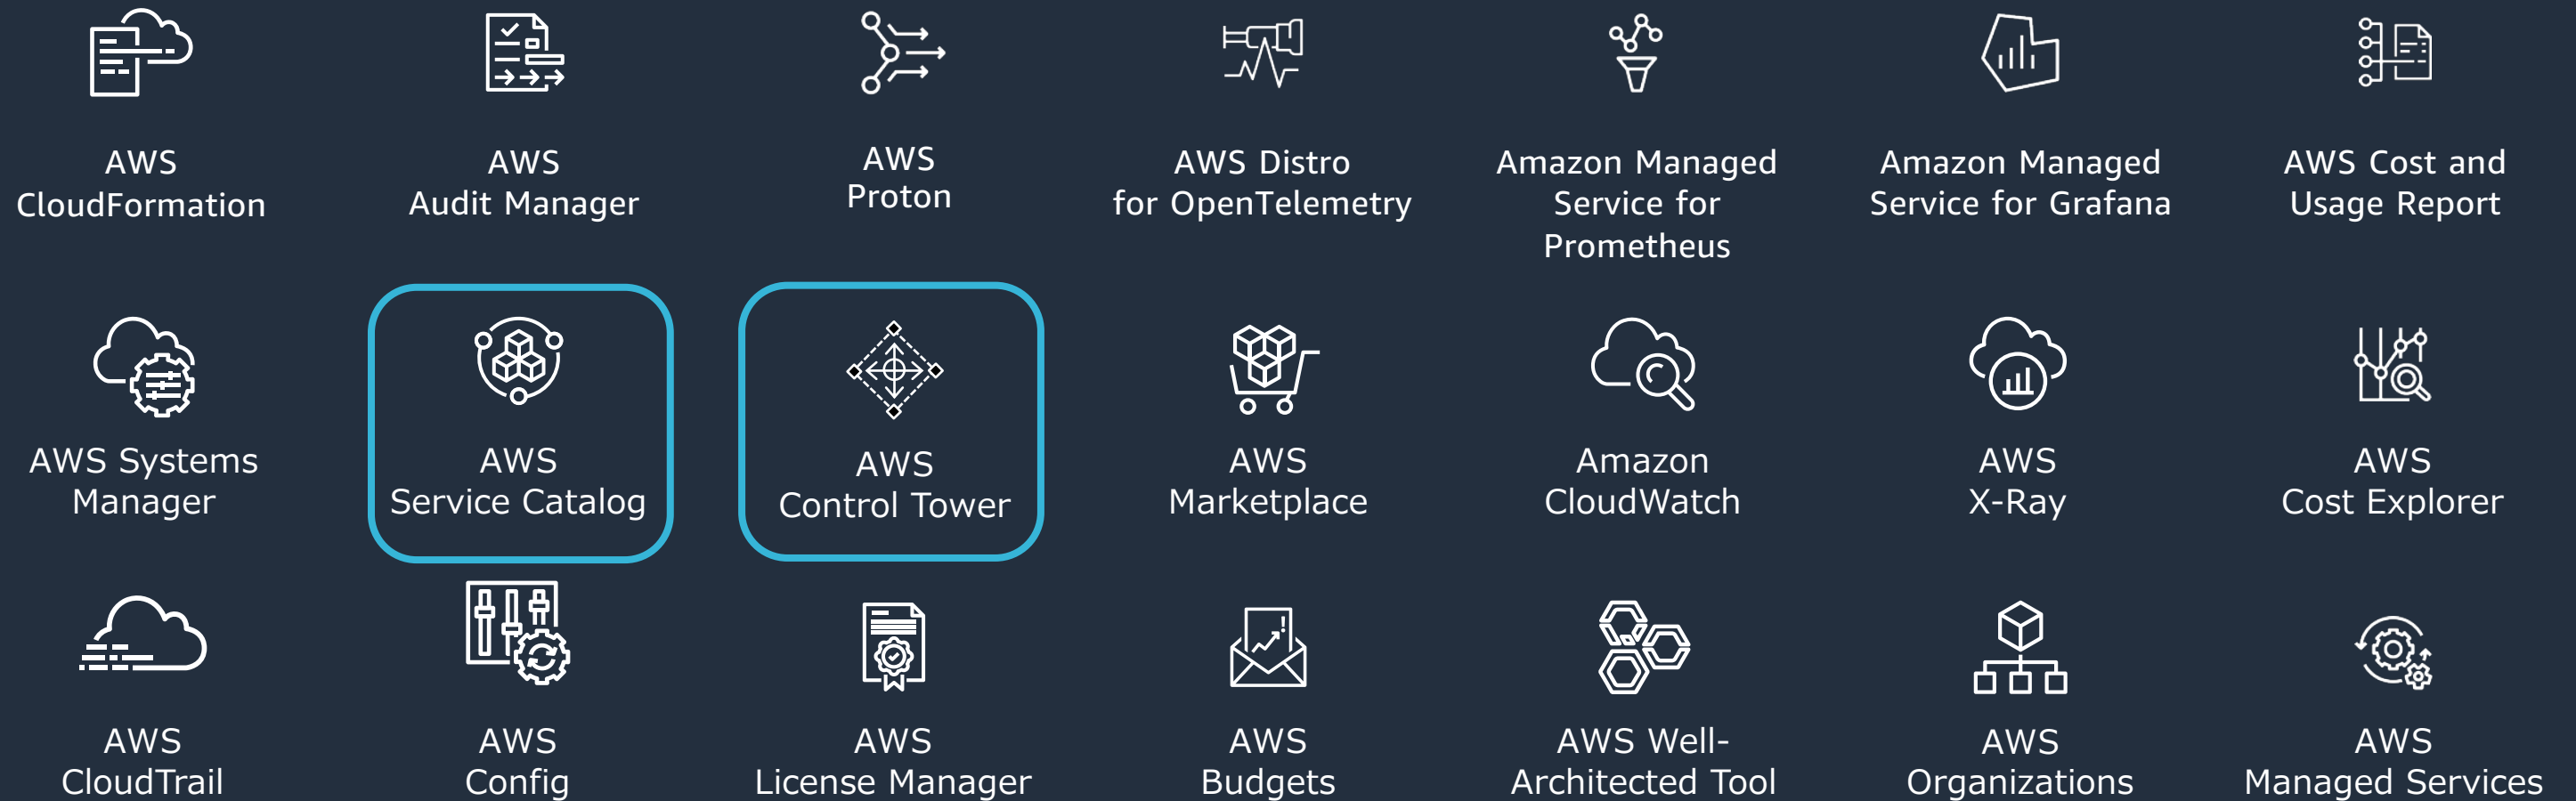 AWS
CloudFormation
AWS
Audit Manager
AWS
Proton
AWS Distro
for OpenTelemetry
Amazon Managed
Service for
Prometheus
Amazon Managed
Service for Grafana
AWS Cost and
Usage Report
AWS Systems
Manager
AWS
Service Catalog
AWS
Control Tower
AWS
Marketplace
Amazon
CloudWatch
AWS
X-Ray
AWS
Cost Explorer
AWS
CloudTrail
AWS
Config
AWS
License Manager
AWS
Budgets
AWS Well-
Architected Tool
AWS
Organizations
AWS
Managed Services